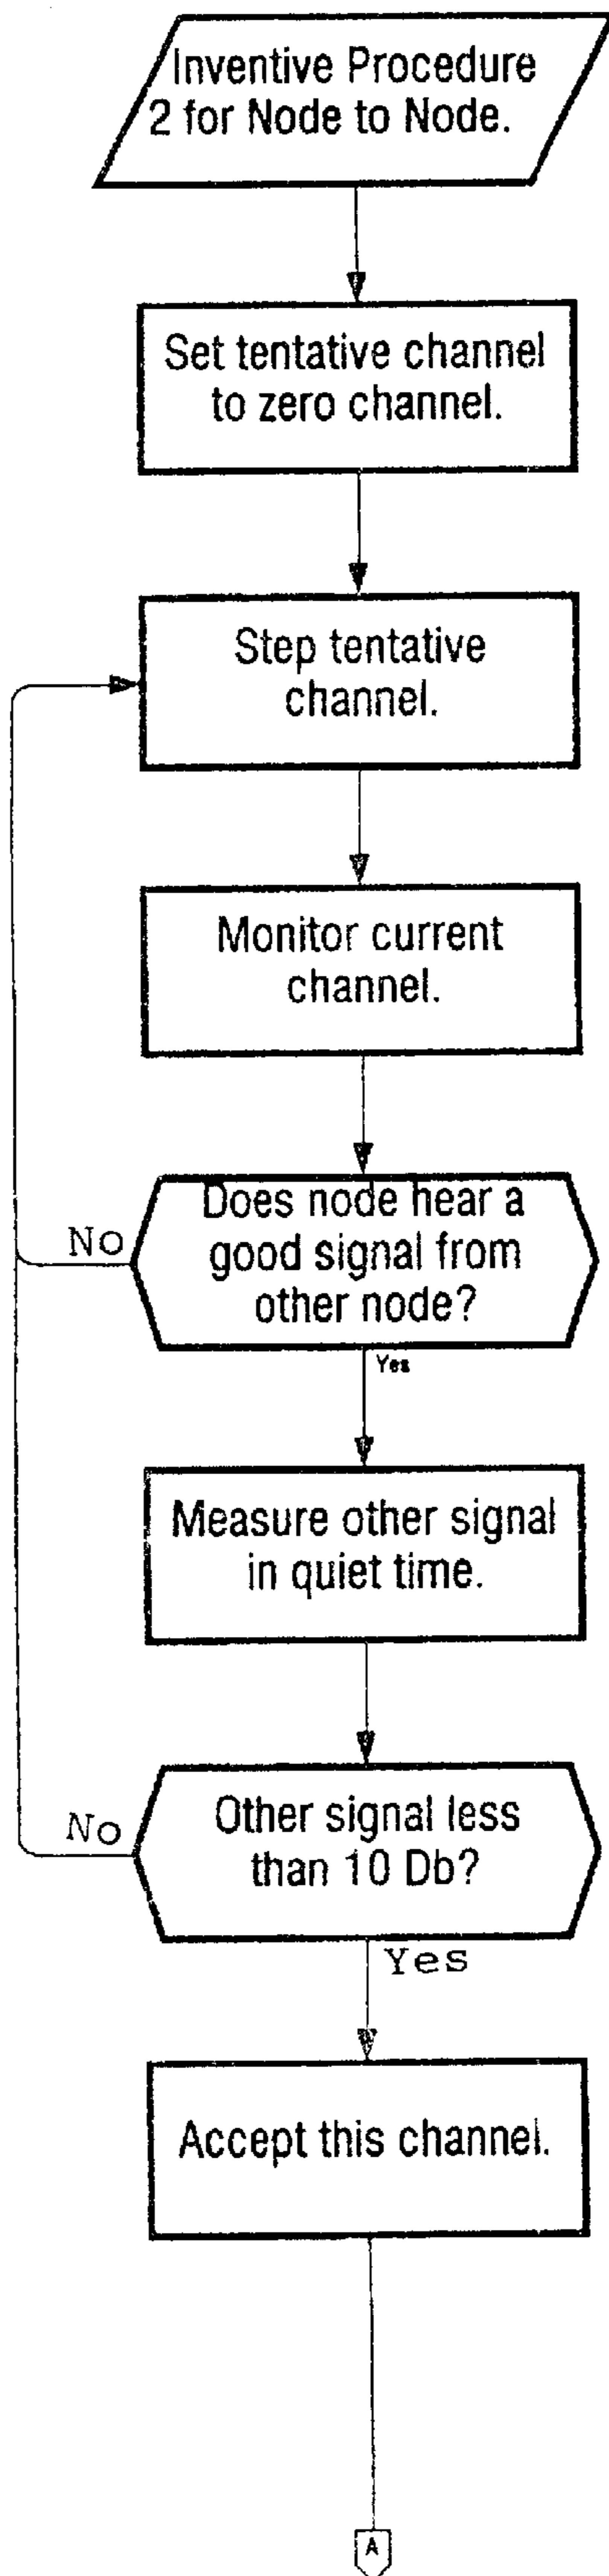 Inventive Procedure
2 for Node to Node.
Set tentative channel
to zero channel.
Step tentative
channel.
Monitor current
channel.
Does node hear a
good signal from
other node?
No
Yes
Measure other signal
in quiet time.
Other signal less
than 10 Db?
No
Yes
Accept this channel.
A